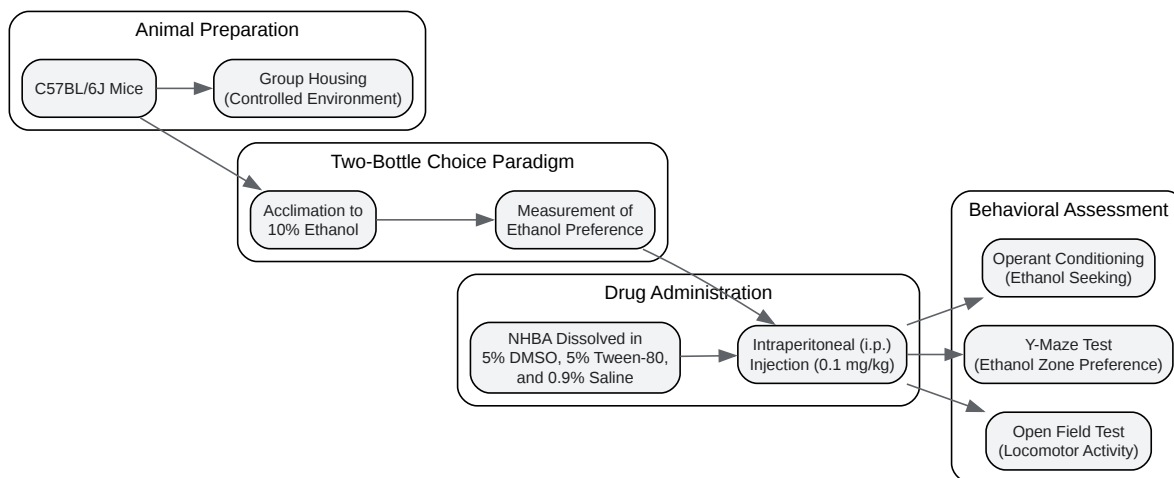 Animal Preparation
C57BL/6J Mice
Group Housing
(Controlled Environment)
Two-Bottle Choice Paradigm
Acclimation to
10% Ethanol
Measurement of
Ethanol Preference
Drug Administration
NHBA Dissolved in
5% DMSO, 5% Tween-80,
and 0.9% Saline
Intraperitoneal (i.p.)
Injection (0.1 mg/kg)
Behavioral Assessment
Operant Conditioning
(Ethanol Seeking)
Y-Maze Test
(Ethanol Zone Preference)
Open Field Test
(Locomotor Activity)